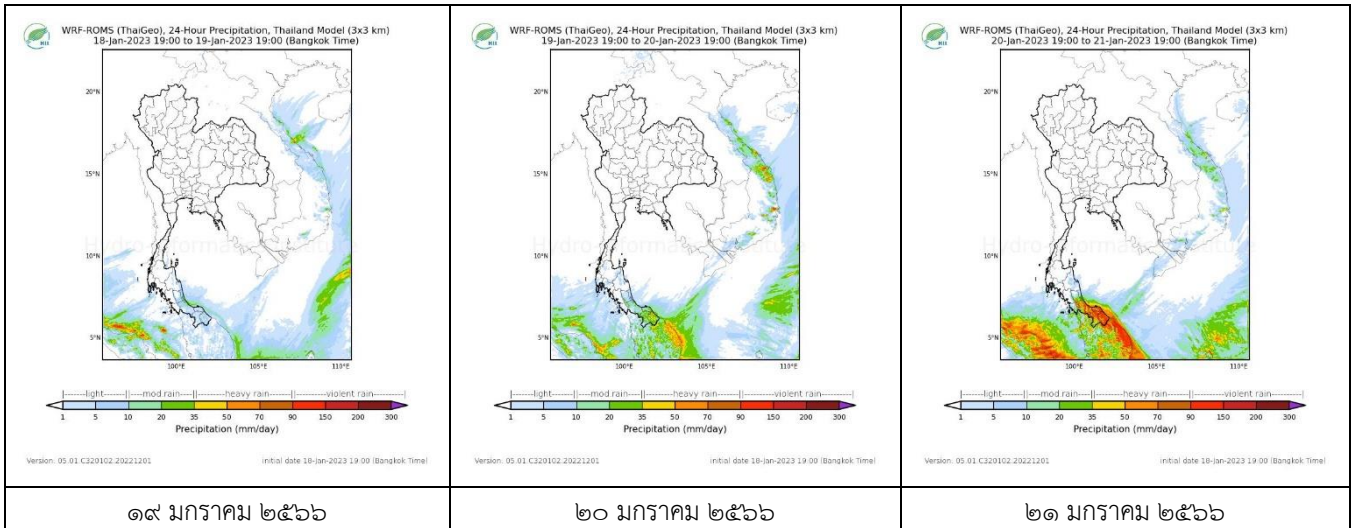 WRF-ROMS (ThaiGeo), 24-Hour Precipitation, Thailand Model (3x3 km)
18-Jan-2023 19:00 to 19-Jan-2023 19:00 (Bangkok Time)
HII
20°N
15°N
10°N
5°N
100°E 105°E 110°E
Hydro Informatics Institute
|-------light-------||---mod rain---||-------heavy rain-------||-------violent rain-------|
1 5 10 20 35 50 70 90 150 200 300
Precipitation (mm/day)
Version: 05.01.C320102.20221201 initial date 18-Jan-2023 19:00 (Bangkok Time)
๑๙ มกราคม ๒๕๖๖
WRF-ROMS (ThaiGeo), 24-Hour Precipitation, Thailand Model (3x3 km)
19-Jan-2023 19:00 to 20-Jan-2023 19:00 (Bangkok Time)
HII
20°N
15°N
10°N
5°N
100°E 105°E 110°E
Hydro Informatics Institute
|-------light-------||---mod rain---||-------heavy rain-------||-------violent rain-------|
1 5 10 20 35 50 70 90 150 200 300
Precipitation (mm/day)
Version: 05.01.C320102.20221201 initial date 18-Jan-2023 19:00 (Bangkok Time)
๒๐ มกราคม ๒๕๖๖
WRF-ROMS (ThaiGeo), 24-Hour Precipitation, Thailand Model (3x3 km)
20-Jan-2023 19:00 to 21-Jan-2023 19:00 (Bangkok Time)
HII
20°N
15°N
10°N
5°N
100°E 105°E 110°E
Hydro Informatics Institute
|-------light-------||---mod rain---||-------heavy rain-------||-------violent rain-------|
1 5 10 20 35 50 70 90 150 200 300
Precipitation (mm/day)
Version: 05.01.C320102.20221201 initial date 18-Jan-2023 19:00 (Bangkok Time)
๒๑ มกราคม ๒๕๖๖